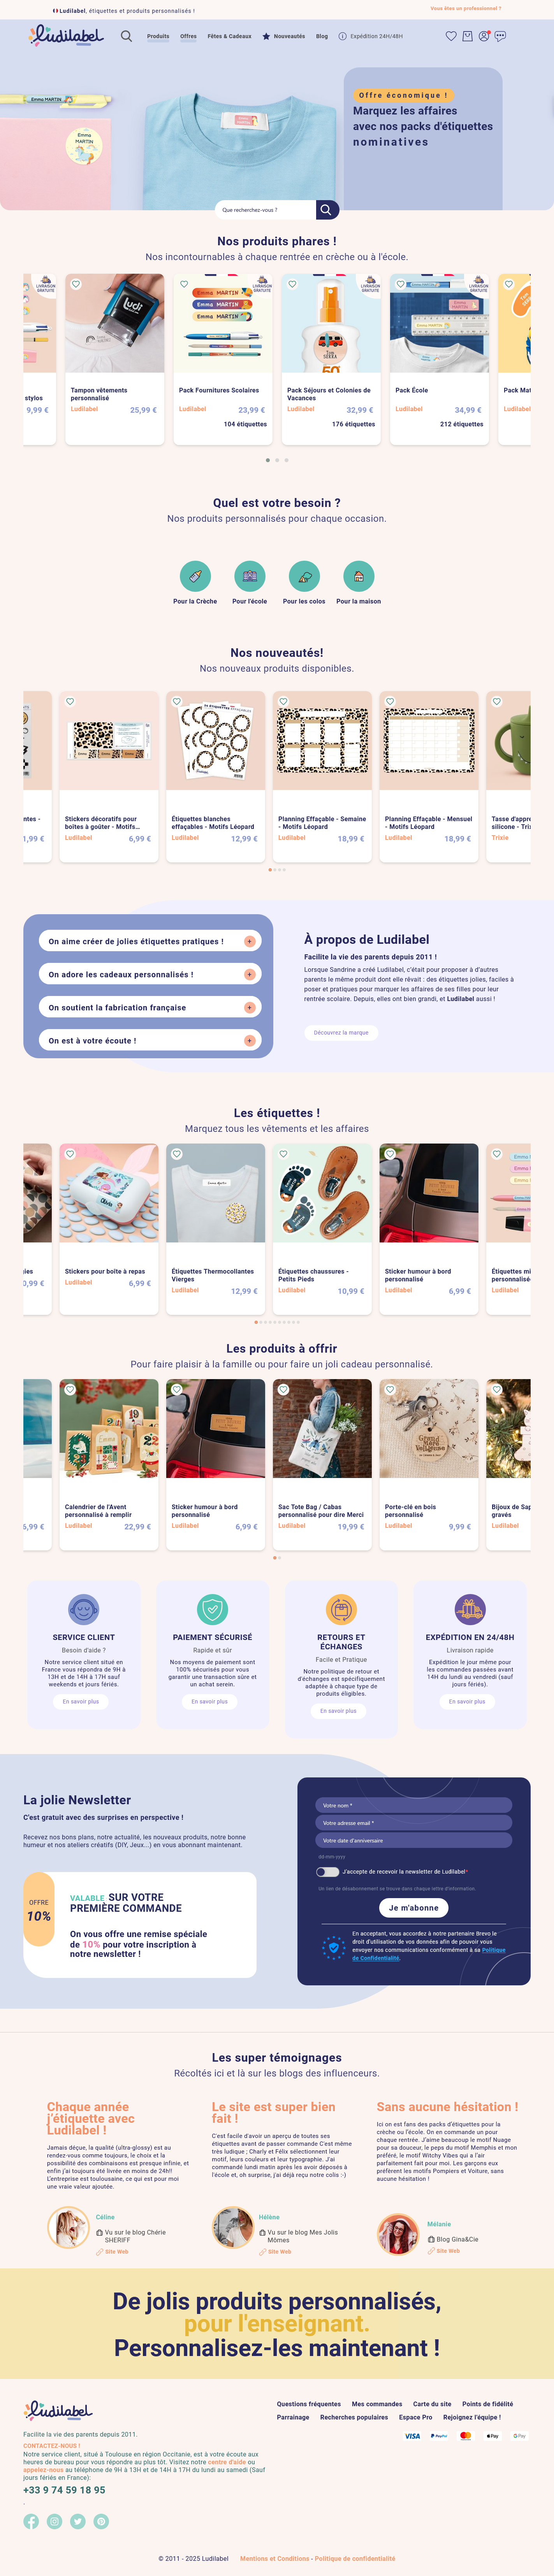 Ludilabel, étiquettes et produits personnalisés !
Vous êtes un professionnel ?
Ludilabel
Produits
Offres
Fêtes & Cadeaux
Nouveautés
Blog
Expédition 24H/48H
Emma MARTIN
Emma
MARTIN
Offre économique !
Marquez les affaires
avec nos packs d'étiquettes
nominatives
Que recherchez-vous ?
Nos produits phares !
Nos incontournables à chaque rentrée en crèche ou à l'école.
LIVRAISON
GRATUITE
stylos
9,99 €
Tampon vêtements
personnalisé
Ludilabel
25,99 €
LIVRAISON
GRATUITE
Emma MARTIN
Emma MARTIN
Emma MARTIN
Pack Fournitures Scolaires
Ludilabel
23,99 €
104 étiquettes
LIVRAISON
GRATUITE
Pack Séjours et Colonies de
Vacances
Ludilabel
32,99 €
176 étiquettes
LIVRAISON
GRATUITE
Pack École
Ludilabel
34,99 €
212 étiquettes
Pack Mat
Ludilabel
Quel est votre besoin ?
Nos produits personnalisés pour chaque occasion.
Pour la Crèche
Pour l'école
Pour les colos
Pour la maison
Nos nouveautés!
Nos nouveaux produits disponibles.
ntes -
1,99 €
Stickers décoratifs pour
boîtes à goûter - Motifs...
Ludilabel
6,99 €
Étiquettes blanches
effaçables - Motifs Léopard
Ludilabel
12,99 €
Planning Effaçable - Semaine
- Motifs Léopard
Ludilabel
18,99 €
Planning Effaçable - Mensuel
- Motifs Léopard
Ludilabel
18,99 €
Tasse d'appre
silicone - Trix
Trixie
On aime créer de jolies étiquettes pratiques !
On adore les cadeaux personnalisés !
On soutient la fabrication française
On est à votre écoute !
À propos de Ludilabel
Facilite la vie des parents depuis 2011 !
Lorsque Sandrine a créé Ludilabel, c'était pour proposer à d'autres
parents le même produit dont elle rêvait : des étiquettes jolies, faciles à
poser et pratiques pour marquer les affaires de ses filles pour leur
rentrée scolaire. Depuis, elles ont bien grandi, et Ludilabel aussi !
Découvrez la marque
Les étiquettes !
Marquez tous les vêtements et les affaires
ies
0,99 €
Stickers pour boîte à repas
Ludilabel
6,99 €
Étiquettes Thermocollantes
Vierges
Ludilabel
12,99 €
Étiquettes chaussures -
Petits Pieds
Ludilabel
10,99 €
Sticker humour à bord
personnalisé
Ludilabel
6,99 €
Étiquettes mi
personnalisé
Ludilabel
Les produits à offrir
Pour faire plaisir à la famille ou pour faire un joli cadeau personnalisé.
6,99 €
Calendrier de l'Avent
personnalisé à remplir
Ludilabel
22,99 €
Sticker humour à bord
personnalisé
Ludilabel
6,99 €
Sac Tote Bag / Cabas
personnalisé pour dire Merci
Ludilabel
19,99 €
Porte-clé en bois
personnalisé
Ludilabel
9,99 €
Bijoux de Sap
gravés
Ludilabel
SERVICE CLIENT
Besoin d'aide ?
Notre service client situé en
France vous répondra de 9H à
13H et de 14H à 17H sauf
weekends et jours fériés.
En savoir plus
PAIEMENT SÉCURISÉ
Rapide et sûr
Nos moyens de paiement sont
100% sécurisés pour vous
garantir une transaction sûre et
un achat serein.
En savoir plus
RETOURS ET
ÉCHANGES
Facile et Pratique
Notre politique de retour et
d'échanges est spécifiquement
adaptée à chaque type de
produits éligibles.
En savoir plus
EXPÉDITION EN 24/48H
Livraison rapide
Expédition le jour même pour
les commandes passées avant
14H du lundi au vendredi (sauf
jours fériés).
En savoir plus
La jolie Newsletter
C'est gratuit avec des surprises en perspective !
Recevez nos bons plans, notre actualité, les nouveaux produits, notre bonne
humeur et nos ateliers créatifs (DIY, Jeux...) en vous abonnant maintenant.
OFFRE
10%
VALABLE SUR VOTRE
PREMIÈRE COMMANDE
On vous offre une remise spéciale
de 10% pour votre inscription à
notre newsletter !
Votre nom *
Votre adresse email *
Votre date d'anniversaire
dd-mm-yyyy
J'accepte de recevoir la newsletter de Ludilabel*
Un lien de désabonnement se trouve dans chaque lettre d'information.
Je m'abonne
En acceptant, vous accordez à notre partenaire Brevo le
droit d'utilisation de vos données afin de pouvoir vous
envoyer nos communications conformément à sa Politique
de Confidentialité.
Les super témoignages
Récoltés ici et là sur les blogs des influenceurs.
Chaque année
j'étiquette avec
Ludilabel !
Jamais déçue, la qualité (ultra-glossy) est au
rendez-vous comme toujours, le choix et la
possibilité des combinaisons est presque infinie, et
enfin j'ai toujours été livrée en moins de 24h!!
L'entreprise est toulousaine, ce qui est pour moi
une vraie valeur ajoutée.
Céline
Vu sur le blog Chérie
SHERIFF
Site Web
Le site est super bien
fait !
C'est facile d'avoir un aperçu de toutes ses
étiquettes avant de passer commande C'est même
très ludique ; Charly et Félix sélectionnent leur
motif, leurs couleurs et leur typographie. J'ai
commandé lundi matin après les avoir déposés à
l'école et, oh surprise, j'ai déjà reçu notre colis :-)
Hélène
Vu sur le blog Mes Jolis
Mômes
Site Web
Sans aucune hésitation !
Ici on est fans des packs d'étiquettes pour la
crèche ou l'école. On en commande un pour
chaque rentrée. J'aime beaucoup le motif Nuage
pour sa douceur, le peps du motif Memphis et mon
préféré, le motif Witchy Vibes qui a l'air
parfaitement fait pour moi. Les garçons eux
préfèrent les motifs Pompiers et Voiture, sans
aucune hésitation !
Mélanie
Blog Gina&Cie
Site Web
De jolis produits personnalisés,
pour l'enseignant.
Personnalisez-les maintenant !
Ludilabel
Facilite la vie des parents depuis 2011.
CONTACTEZ-NOUS !
Notre service client, situé à Toulouse en région Occitanie, est à votre écoute aux
heures de bureau pour vous répondre au plus tôt. Visitez notre centre d'aide ou
appelez-nous au téléphone de 9H à 13H et de 14H à 17H du lundi au samedi (Sauf
jours fériés en France):
+33 9 74 59 18 95
Questions fréquentes
Mes commandes
Carte du site
Points de fidélité
Parrainage
Recherches populaires
Espace Pro
Rejoignez l'équipe !
VISA
PayPal
mastercard
Apple Pay
G Pay
© 2011 - 2025 Ludilabel
Mentions et Conditions - Politique de confidentialité